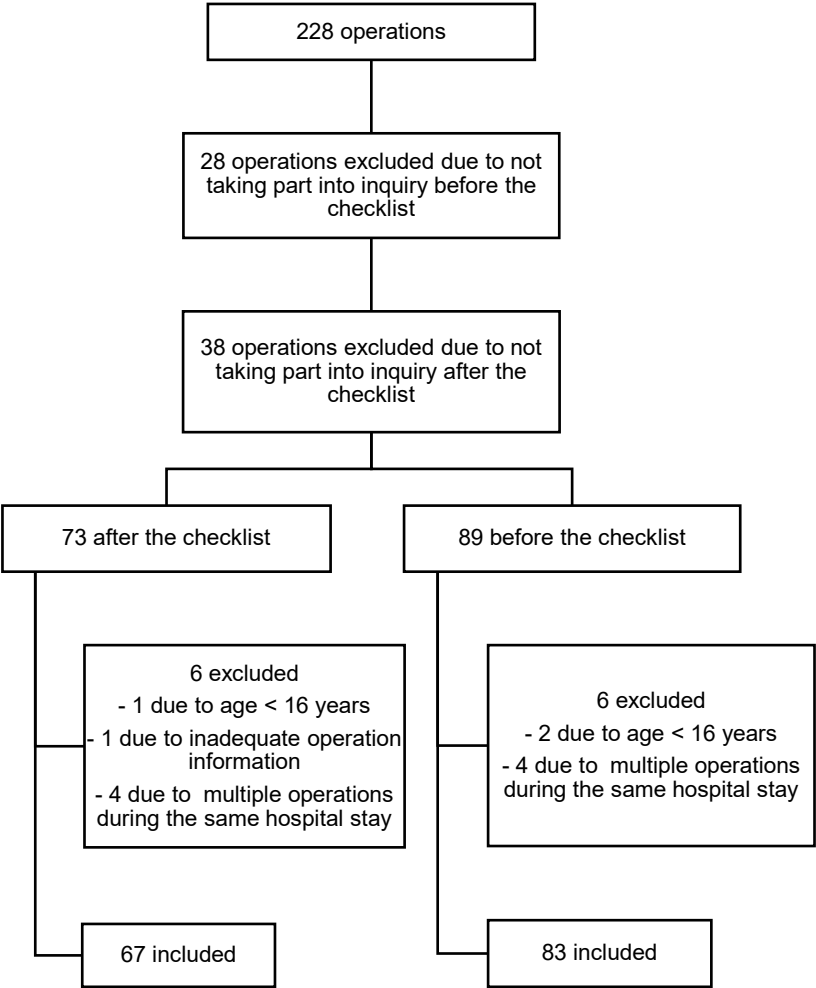 228 operations
28 operations excluded due to not
taking part into inquiry before the
checklist
38 operations excluded due to not
taking part into inquiry after the
checklist
73 after the checklist
89 before the checklist
6 excluded
- 1 due to age < 16 years
- 1 due to inadequate operation
information
- 4 due to  multiple operations
during the same hospital stay
6 excluded
- 2 due to age < 16 years
- 4 due to  multiple operations
during the same hospital stay
67 included
83 included